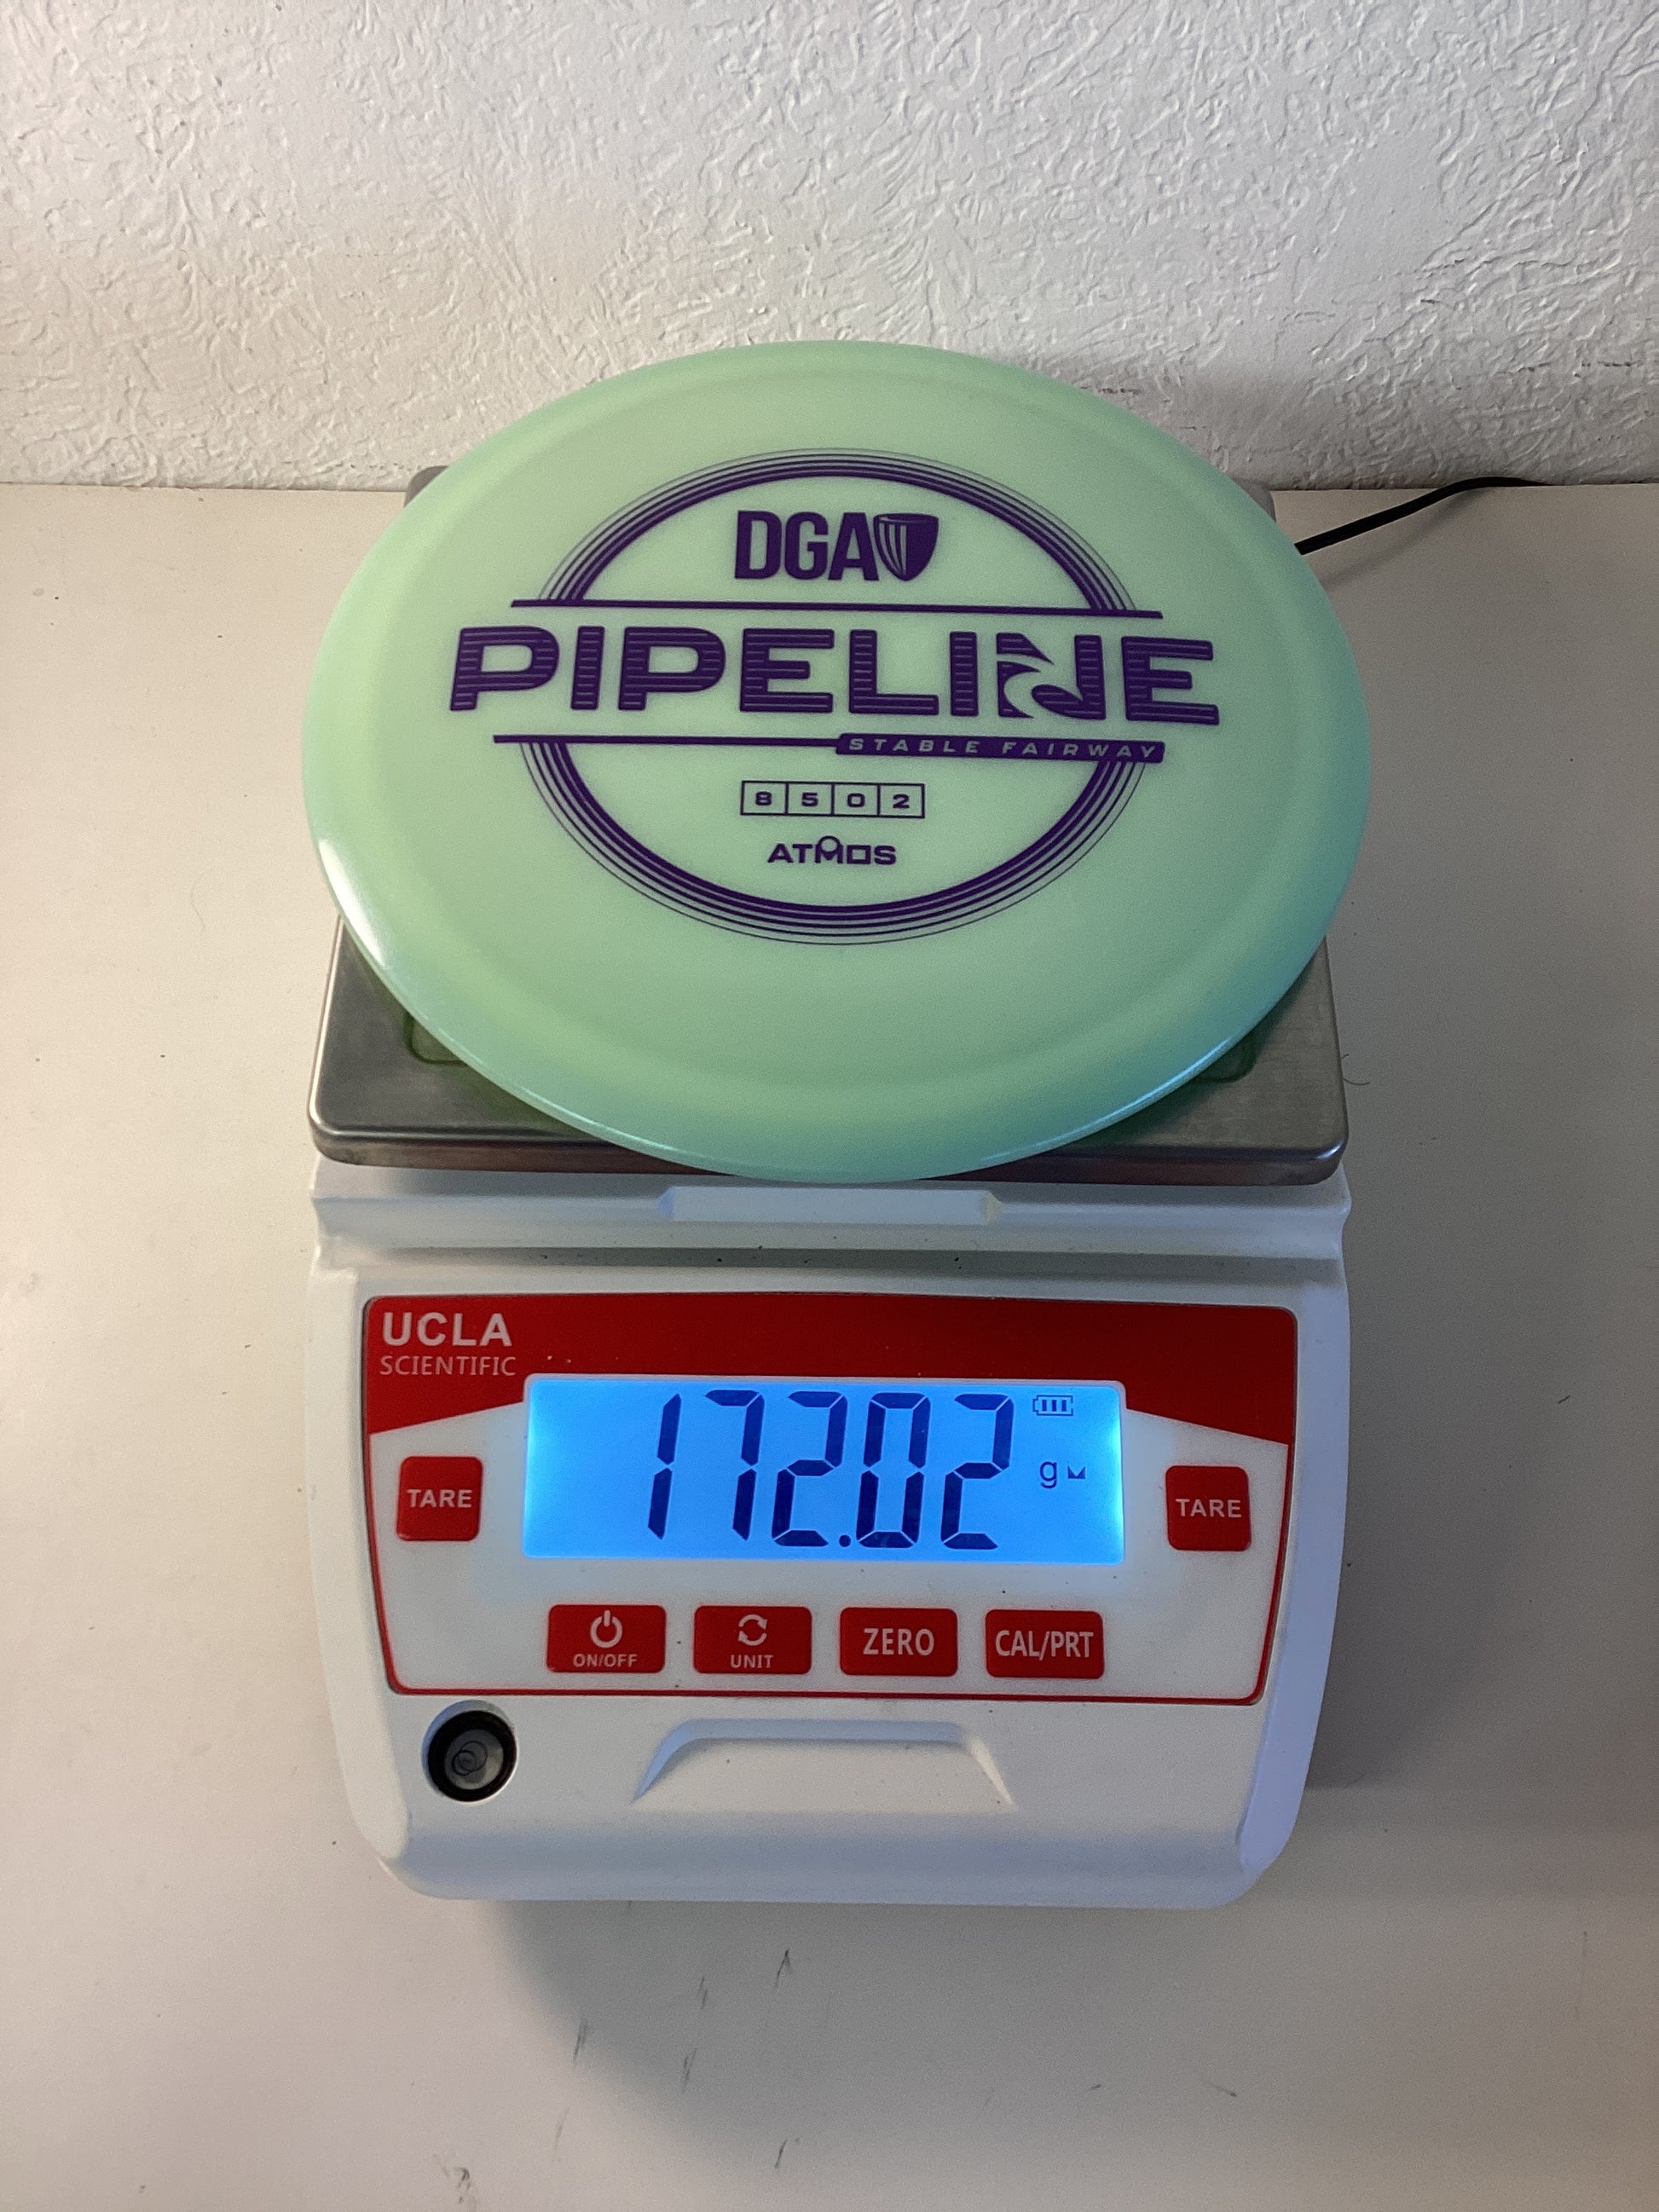 DGA
PIPELINE
STABLE FAIRWAY
8 5 0 2
ATMOS
UCLA
SCIENTIFIC
172.02 g
TARE TARE
ON/OFF UNIT ZERO CAL/PRT